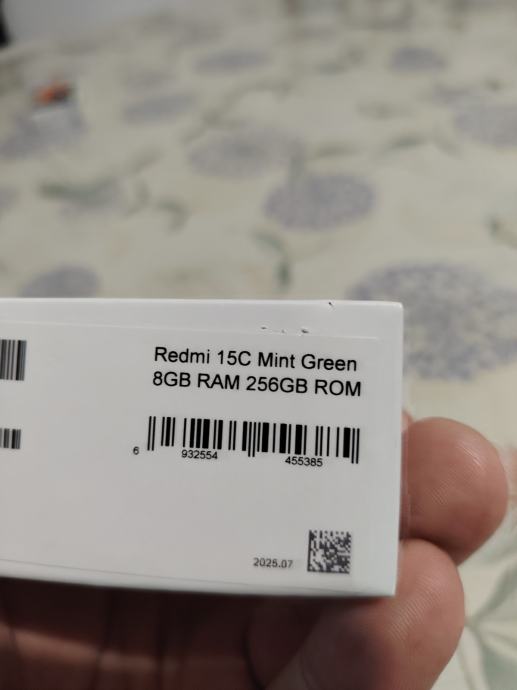 Redmi 15C Mint Green
8GB RAM 256GB ROM
6 932554 455385
2025.07